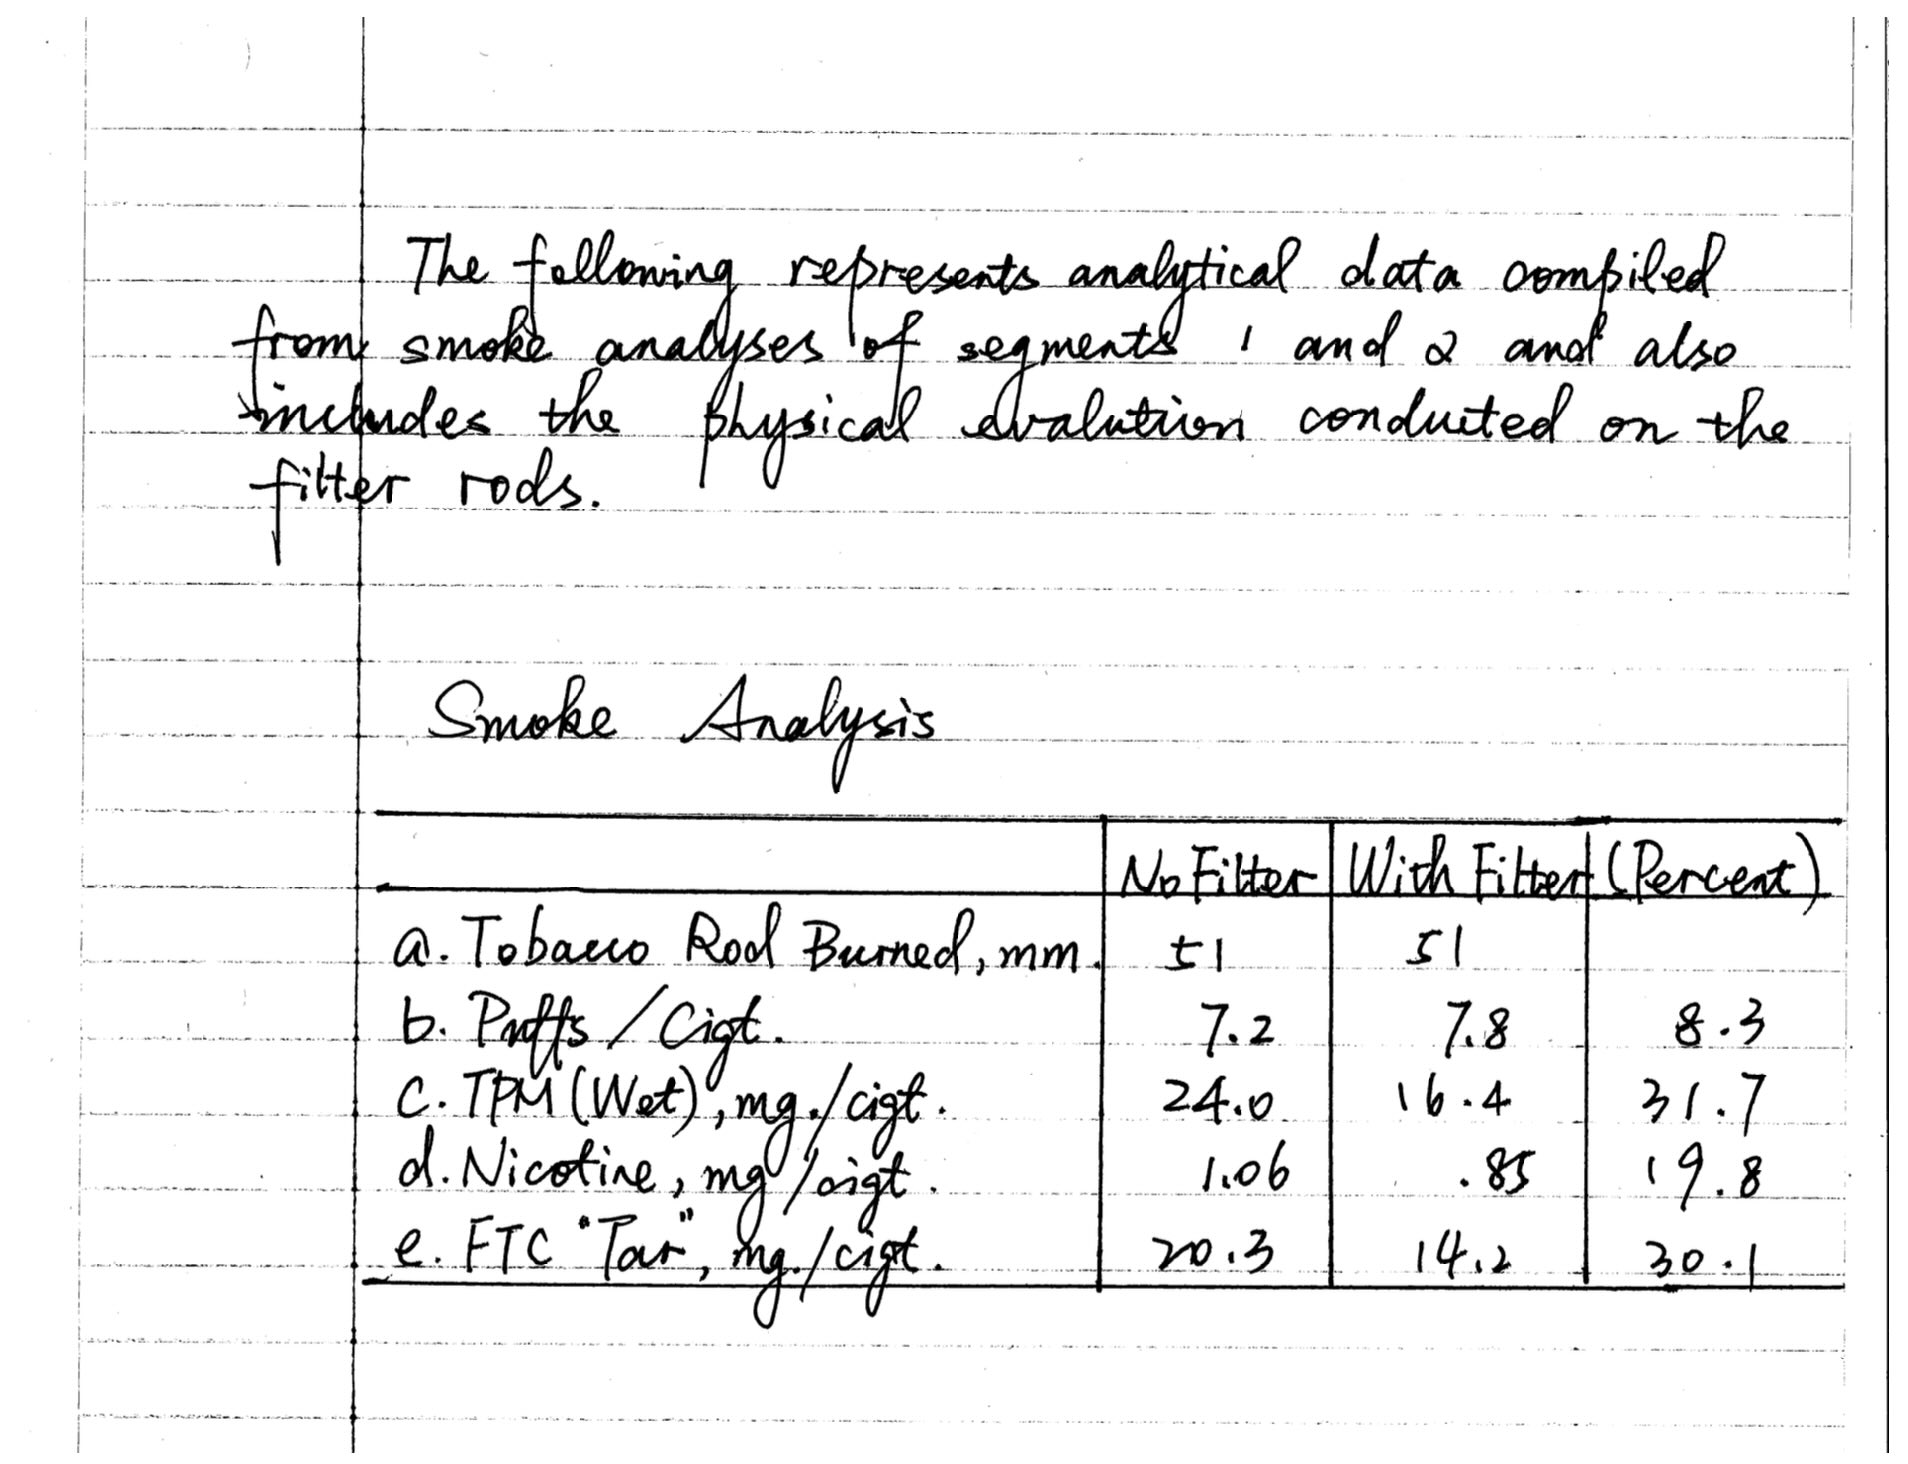 The following represents analytical data compiled
from smoke analyses of segments 1 and 2 and also
includes the physical evalution conducted on the
filter rods.
Smoke Analysis
No Filter With Filter (Percent)
a. Tobacco Rod Burned, mm. 51 51
b. Puffs / Cigt. 7.2 7.8 8.3
c. TPM (Wet), mg./cigt. 24.0 16.4 31.7
d. Nicotine, mg /cigt. 1.06 .85 19.8
e. FTC "Tar", mg./cigt. 20.3 14.2 30.1